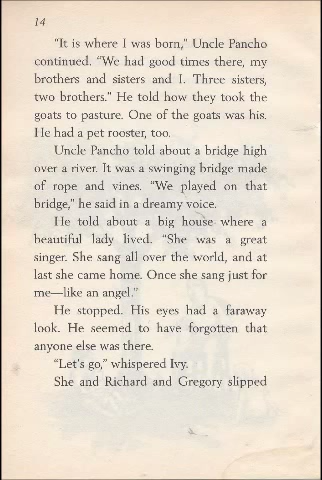 14
"It is where I was born," Uncle Pancho
continued. "We had good times there, my
brothers and sisters and I. Three sisters,
two brothers." He told how they took the
goats to pasture. One of the goats was his.
He had a pet rooster, too.
Uncle Pancho told about a bridge high
over a river. It was a swinging bridge made
of rope and vines. "We played on that
bridge," he said in a dreamy voice.
He told about a big house where a
beautiful lady lived. "She was a great
singer. She sang all over the world, and at
last she came home. Once she sang just for
me—like an angel."
He stopped. His eyes had a faraway
look. He seemed to have forgotten that
anyone else was there.
"Let's go," whispered Ivy.
She and Richard and Gregory slipped